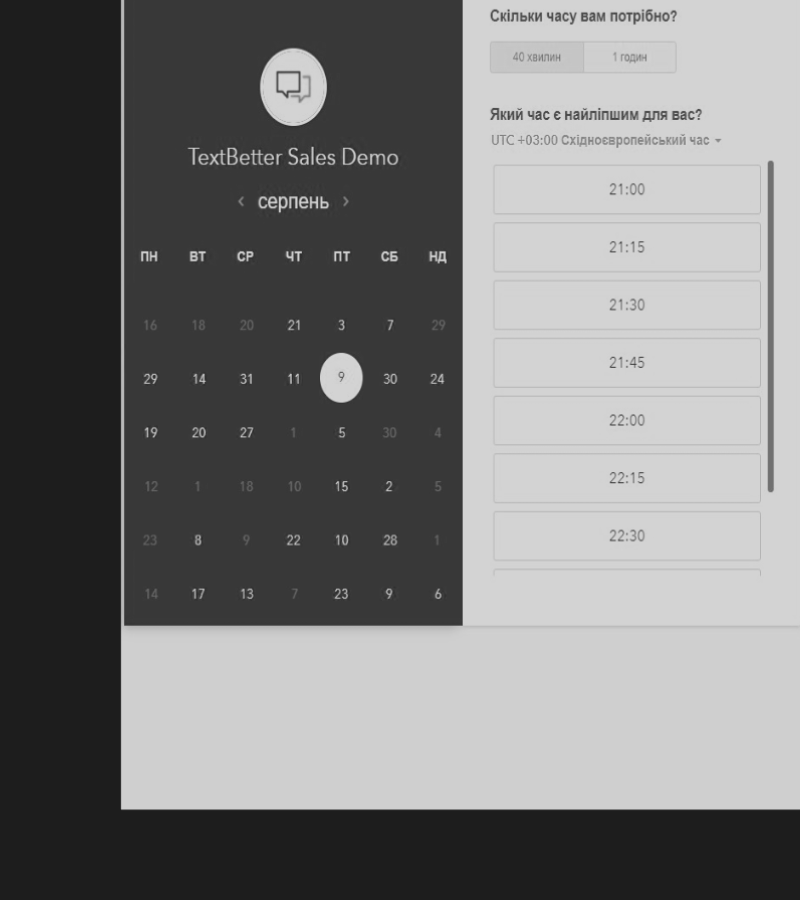 TextBetter Sales Demo
серпень
ПН ВТ СР ЧТ ПТ СБ НД
16 18 20 21 3 7 29
29 14 31 11 9 30 24
19 20 27 1 5 30 4
12 1 18 10 15 2 5
23 8 9 22 10 28 1
14 17 13 7 23 9 6
Скільки часу вам потрібно?
40 хвилин 1 годин
Який час є найліпшим для вас?
UTC +03:00 Східноєвропейський час
21:00
21:15
21:30
21:45
22:00
22:15
22:30